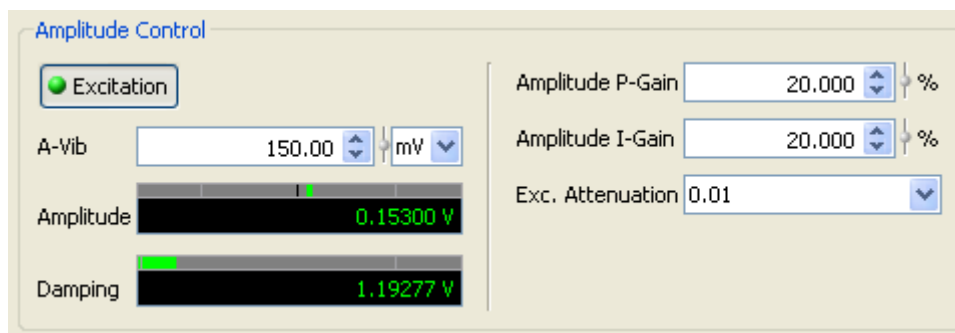 Amplitude Control
Excitation
A-Vib 150.00 mV
Amplitude 0.15300 V
Damping 1.19277 V
Amplitude P-Gain 20.000 %
Amplitude I-Gain 20.000 %
Exc. Attenuation 0.01